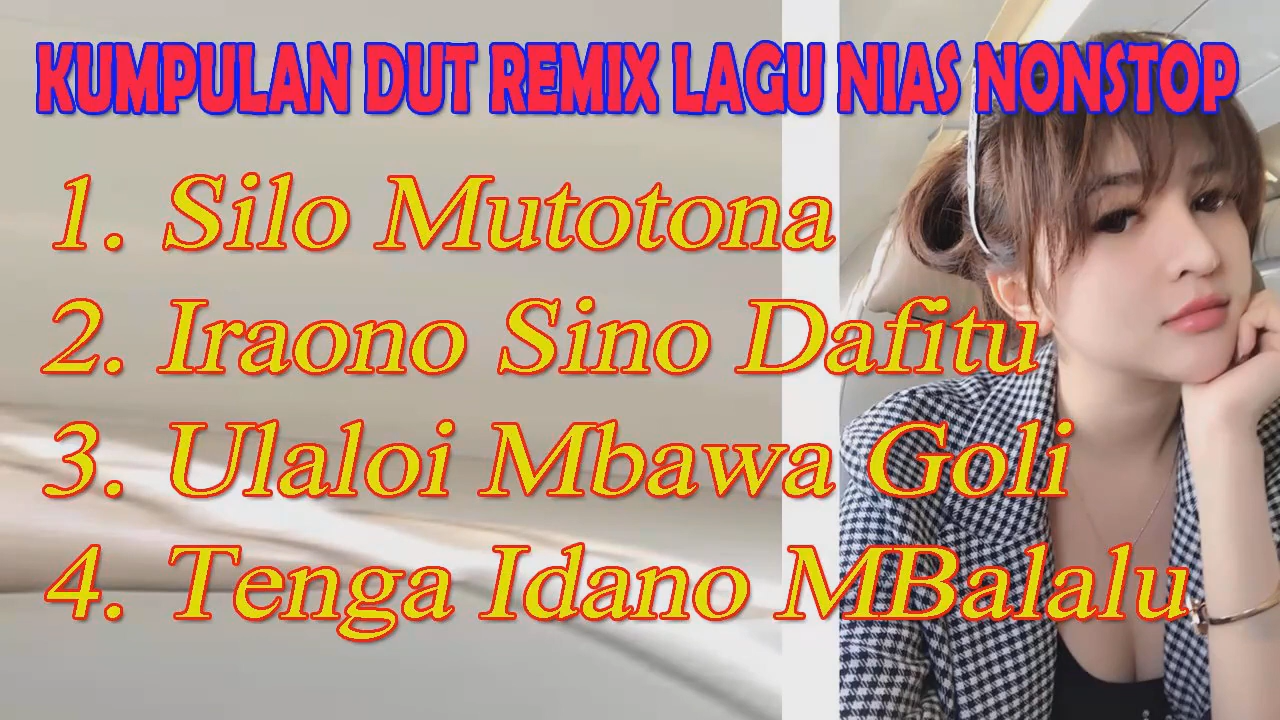 KUMPULAN DUT REMIX LAGU NIAS NONSTOP
1. Silo Mutotona
2. Iraono Sino Dafitu
3. Ulaloi Mbawa Goli
4. Tenga Idano MBalalu